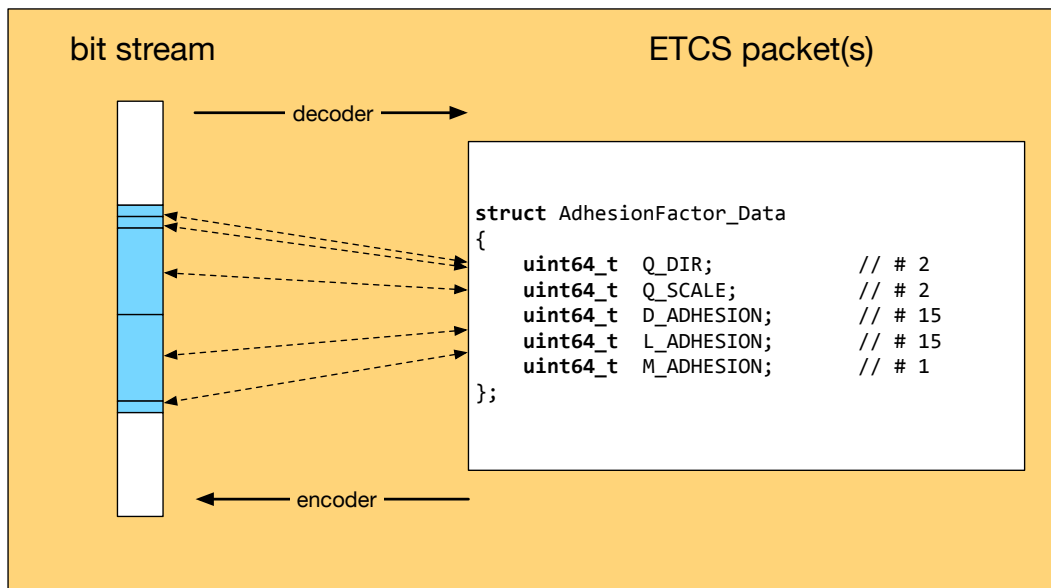 bit stream
ETCS packet(s)
decoder
struct AdhesionFactor_Data
{
uint64_t Q_DIR; // # 2
uint64_t Q_SCALE; // # 2
uint64_t D_ADHESION; // # 15
uint64_t L_ADHESION; // # 15
uint64_t M_ADHESION; // # 1
};
encoder